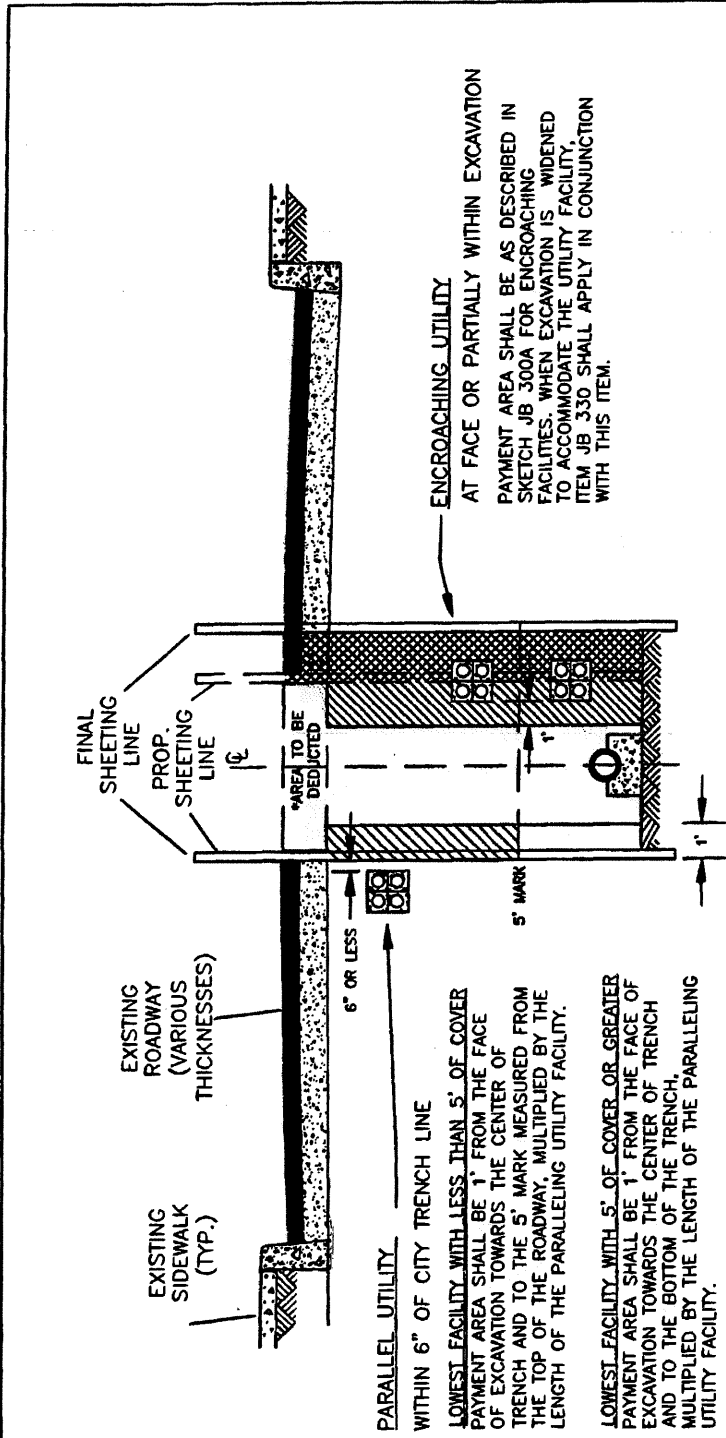 EXISTING
SIDEWALK
(TYP.)
EXISTING
ROADWAY
(VARIOUS
THICKNESSES)
FINAL
SHEETING
LINE
PROP.
SHEETING
LINE
℄
*AREA TO BE
DEDUCTED
6" OR LESS
5' MARK
1'
1'
PARALLEL UTILITY
WITHIN 6" OF CITY TRENCH LINE
LOWEST FACILITY WITH LESS THAN 5' OF COVER
PAYMENT AREA SHALL BE 1' FROM THE FACE
OF EXCAVATION TOWARDS THE CENTER OF
TRENCH AND TO THE 5' MARK MEASURED FROM
THE TOP OF THE ROADWAY, MULTIPLIED BY THE
LENGTH OF THE PARALLELING UTILITY FACILITY.
LOWEST FACILITY WITH 5' OF COVER OR GREATER
PAYMENT AREA SHALL BE 1' FROM THE FACE OF
EXCAVATION TOWARDS THE CENTER OF TRENCH
AND TO THE BOTTOM OF THE TRENCH,
MULTIPLIED BY THE LENGTH OF THE PARALLELING
UTILITY FACILITY.
ENCROACHING UTILITY
AT FACE OR PARTIALLY WITHIN EXCAVATION
PAYMENT AREA SHALL BE AS DESCRIBED IN
SKETCH JB 300A FOR ENCROACHING
FACILITIES. WHEN EXCAVATION IS WIDENED
TO ACCOMMODATE THE UTILITY FACILITY,
ITEM JB 330 SHALL APPLY IN CONJUNCTION
WITH THIS ITEM.